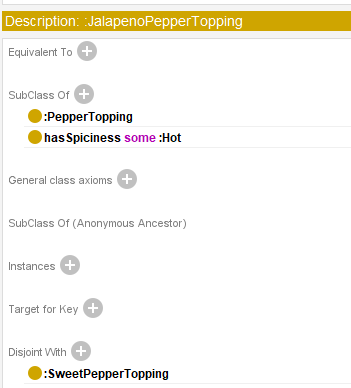 Description: :JalapenoPepperTopping
Equivalent To
SubClass Of
:PepperTopping
hasSpiciness some :Hot
General class axioms
SubClass Of (Anonymous Ancestor)
Instances
Target for Key
Disjoint With
:SweetPepperTopping